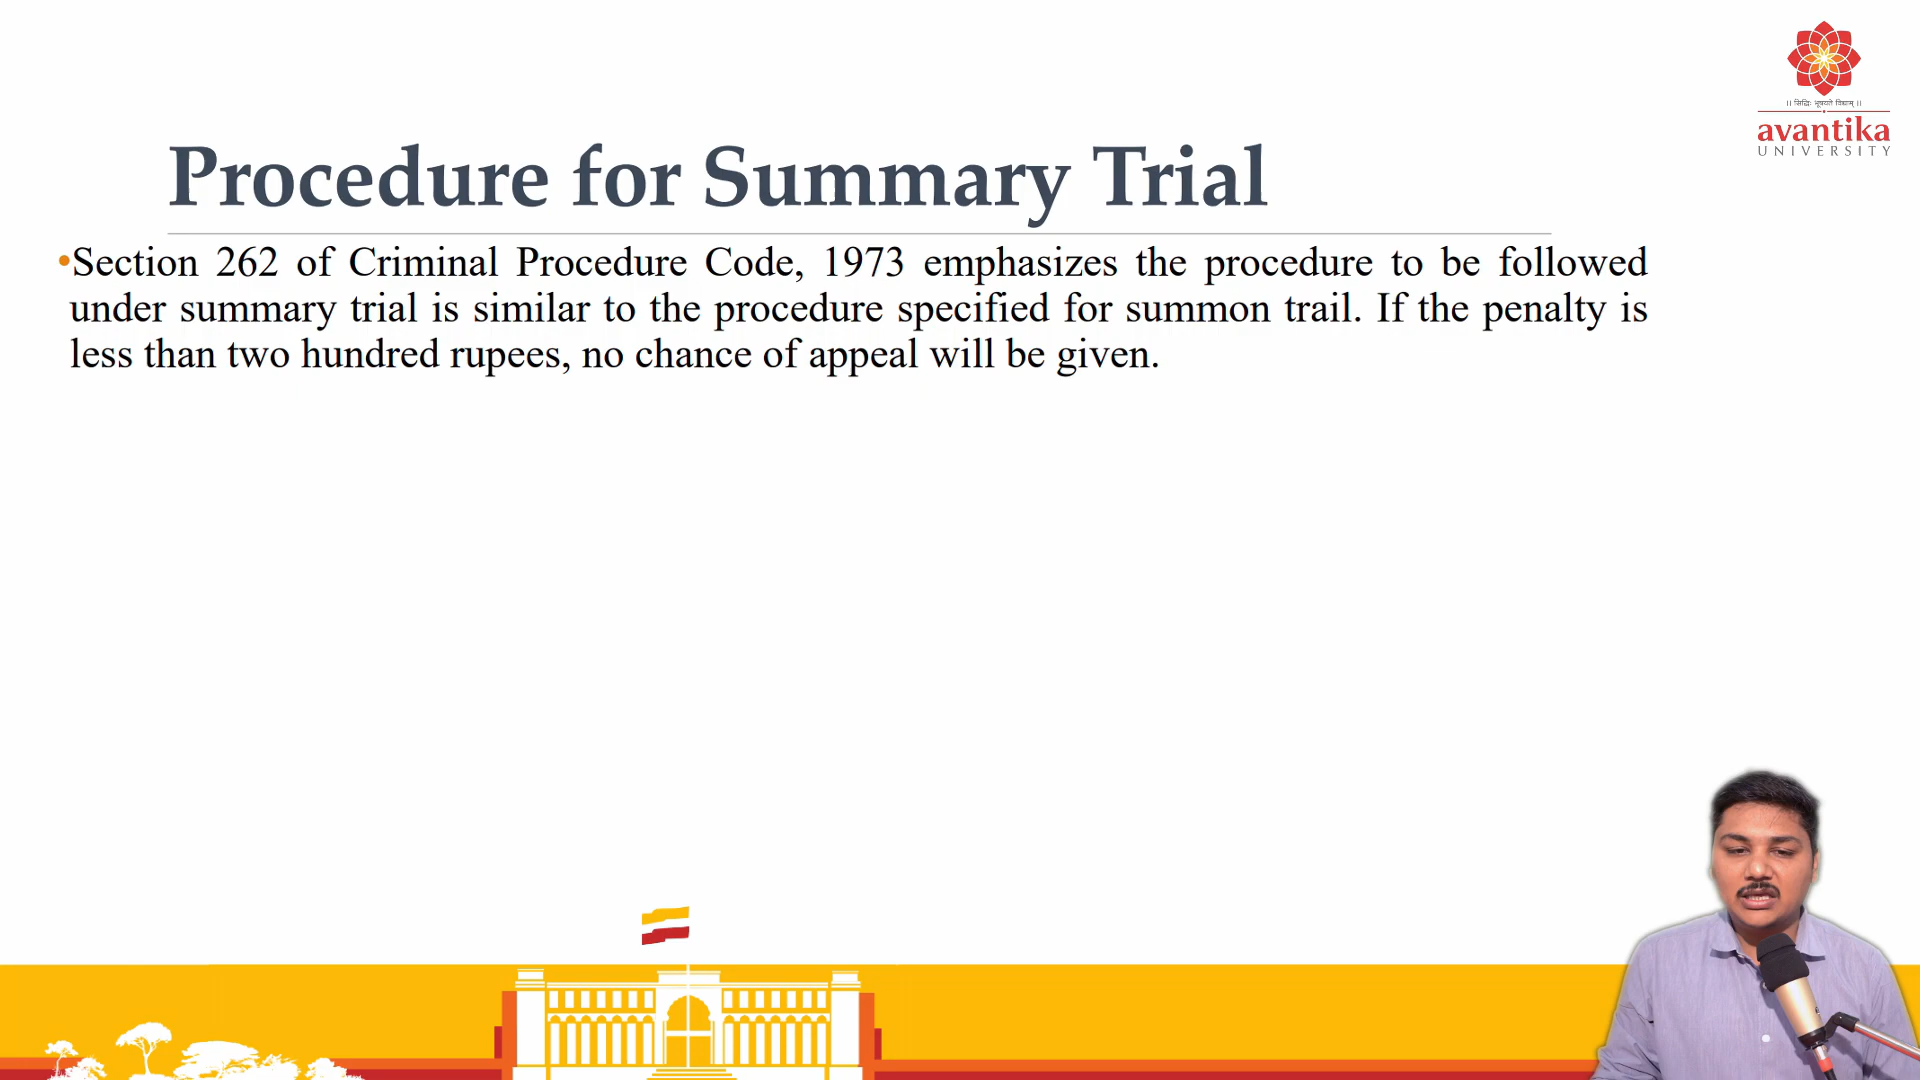 || सिद्धिः भूषयते विद्याम् ||
avantika
UNIVERSITY
Procedure for Summary Trial
•Section 262 of Criminal Procedure Code, 1973 emphasizes the procedure to be followed
under summary trial is similar to the procedure specified for summon trail. If the penalty is
less than two hundred rupees, no chance of appeal will be given.